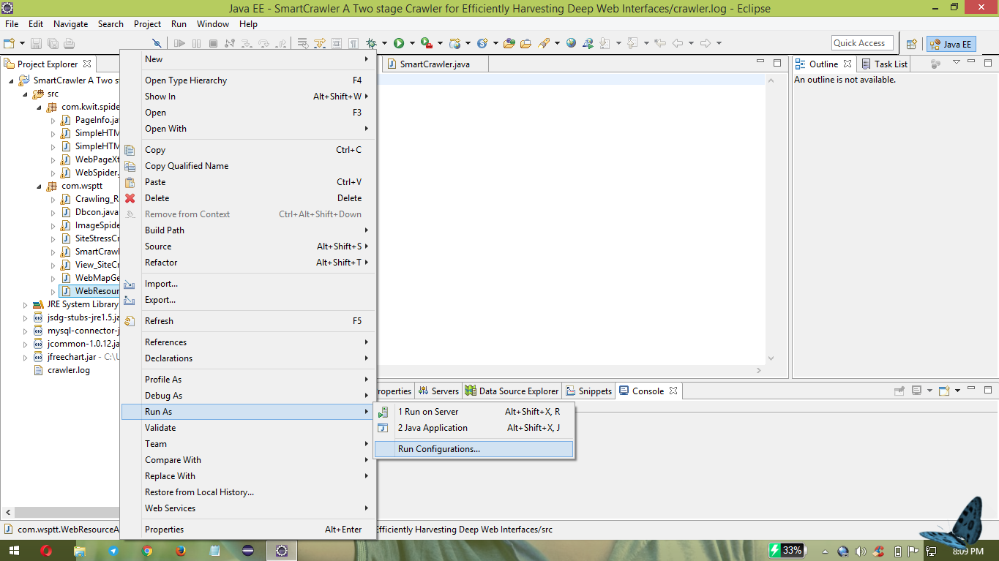 Java EE - SmartCrawler A Two stage Crawler for Efficiently Harvesting Deep Web Interfaces/crawler.log - Eclipse
File Edit Navigate Search Project Run Window Help
Quick Access
Java EE
Project Explorer
SmartCrawler.java
Outline
Task List
An outline is not available.
SmartCrawler A Two
src
com.kwit.spide
PageInfo.ja
SimpleHTM
SimpleHTM
WebPageXt
WebSpider.
com.wsptt
Crawling_R
Dbcon.java
ImageSpide
SiteStressCr
SmartCrawl
View_SiteCr
WebMapGe
WebResour
JRE System Library
jsdg-stubs-jre1.5.ja
mysql-connector-j
jcommon-1.0.12.ja
jfreechart.jar - C:\U
crawler.log
New
Open Type Hierarchy F4
Show In Alt+Shift+W
Open F3
Open With
Copy Ctrl+C
Copy Qualified Name
Paste Ctrl+V
Delete Delete
Remove from Context Ctrl+Alt+Shift+Down
Build Path
Source Alt+Shift+S
Refactor Alt+Shift+T
Import...
Export...
Refresh F5
References
Declarations
Profile As
Debug As
Run As
Validate
Team
Compare With
Replace With
Restore from Local History...
Web Services
Properties Alt+Enter
roperties Servers Data Source Explorer Snippets Console
1 Run on Server Alt+Shift+X, R
2 Java Application Alt+Shift+X, J
Run Configurations...
com.wsptt.WebResourceA
Efficiently Harvesting Deep Web Interfaces/src
33%
8:09 PM